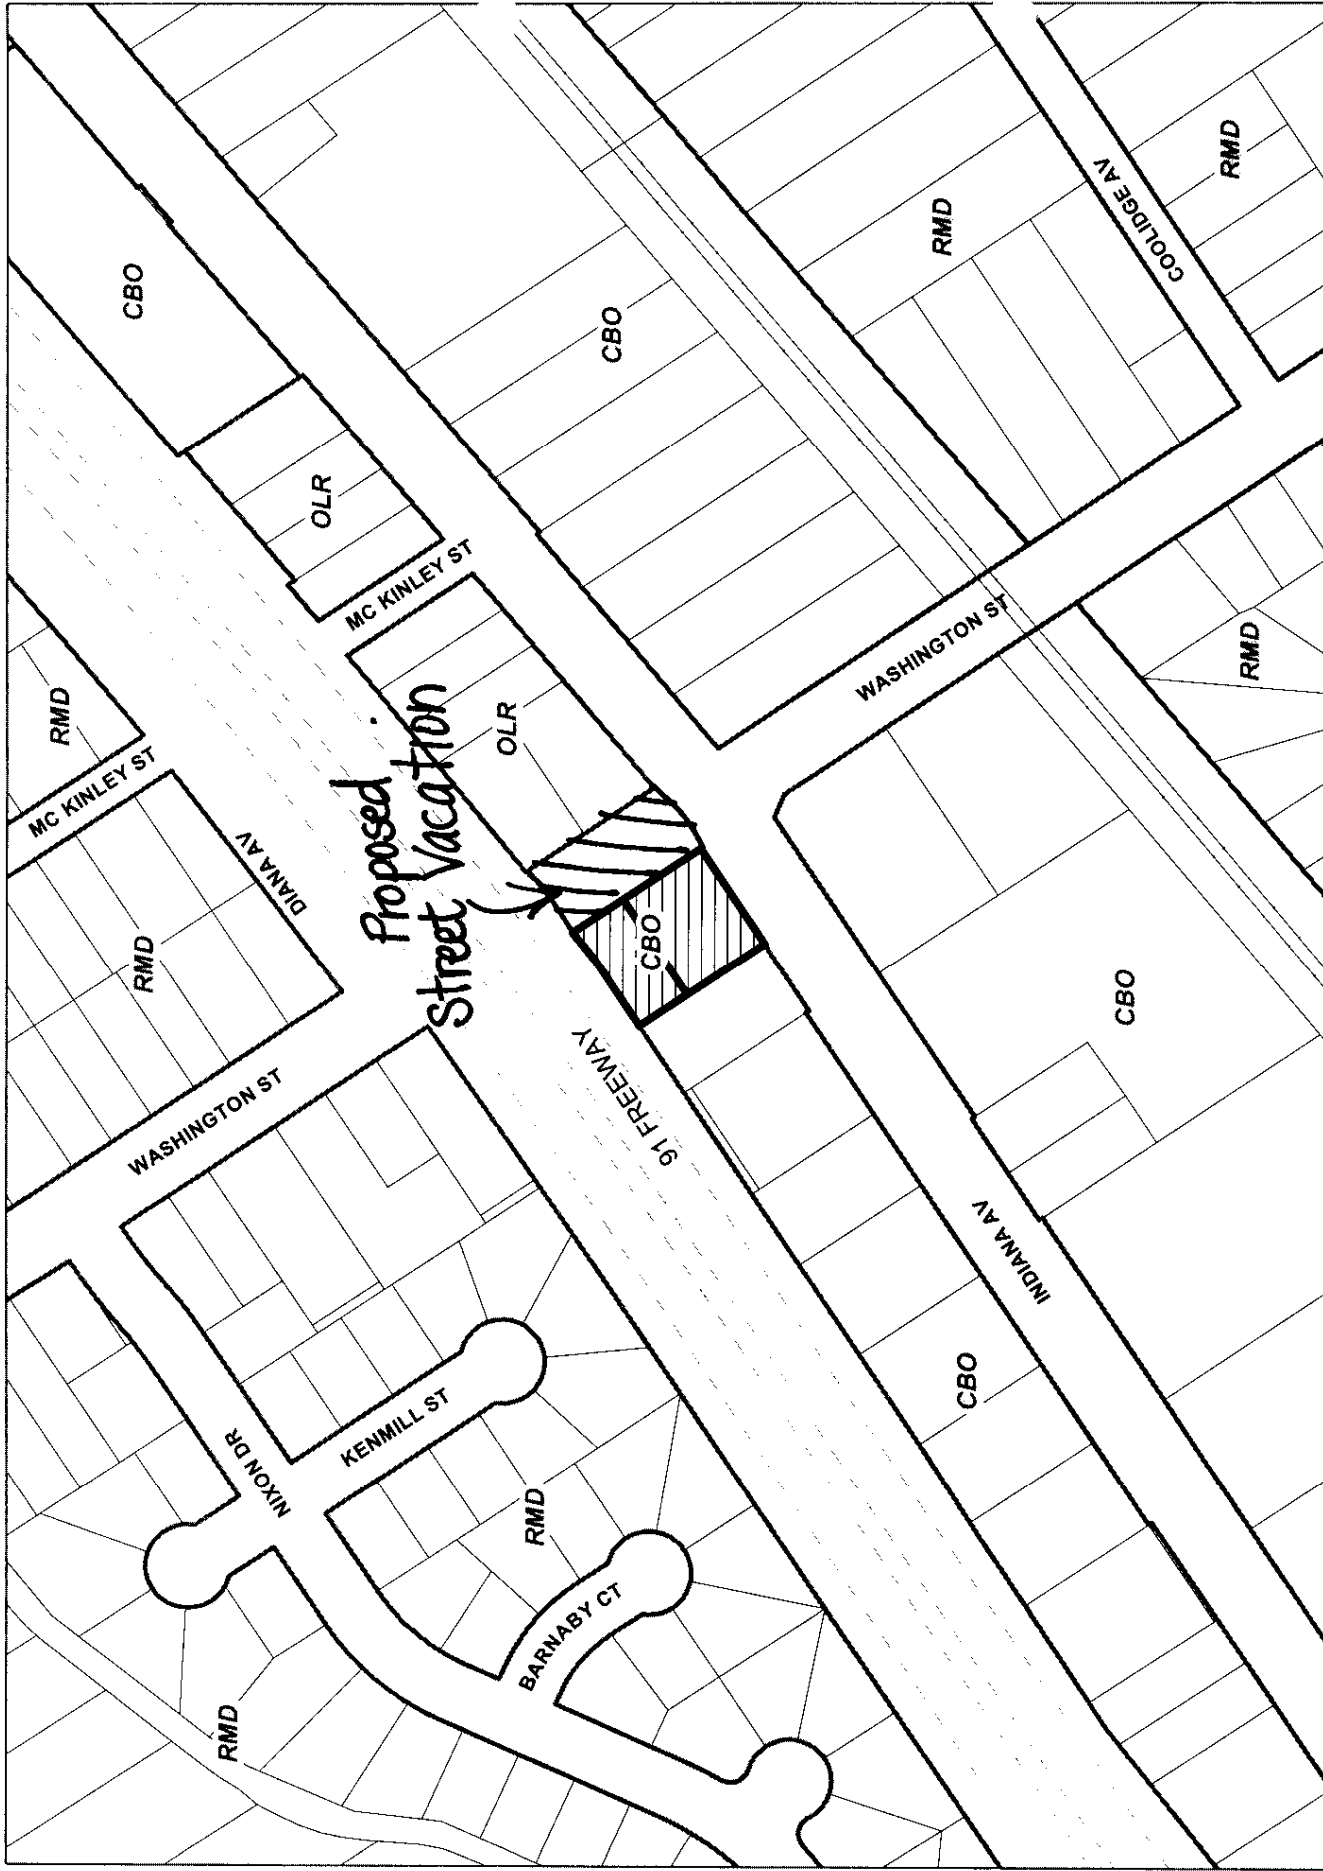 CBO
OLR
MC KINLEY ST
CBO
RMD
COOLIDGE AV
RMD
RMD
MC KINLEY ST
DIANA AV
RMD
Proposed
Street Vacation
OLR
WASHINGTON ST
RMD
CBO
WASHINGTON ST
91 FREEWAY
CBO
INDIANA AV
CBO
NIXON DR
KENMILL ST
RMD
BARNABY CT
RMD